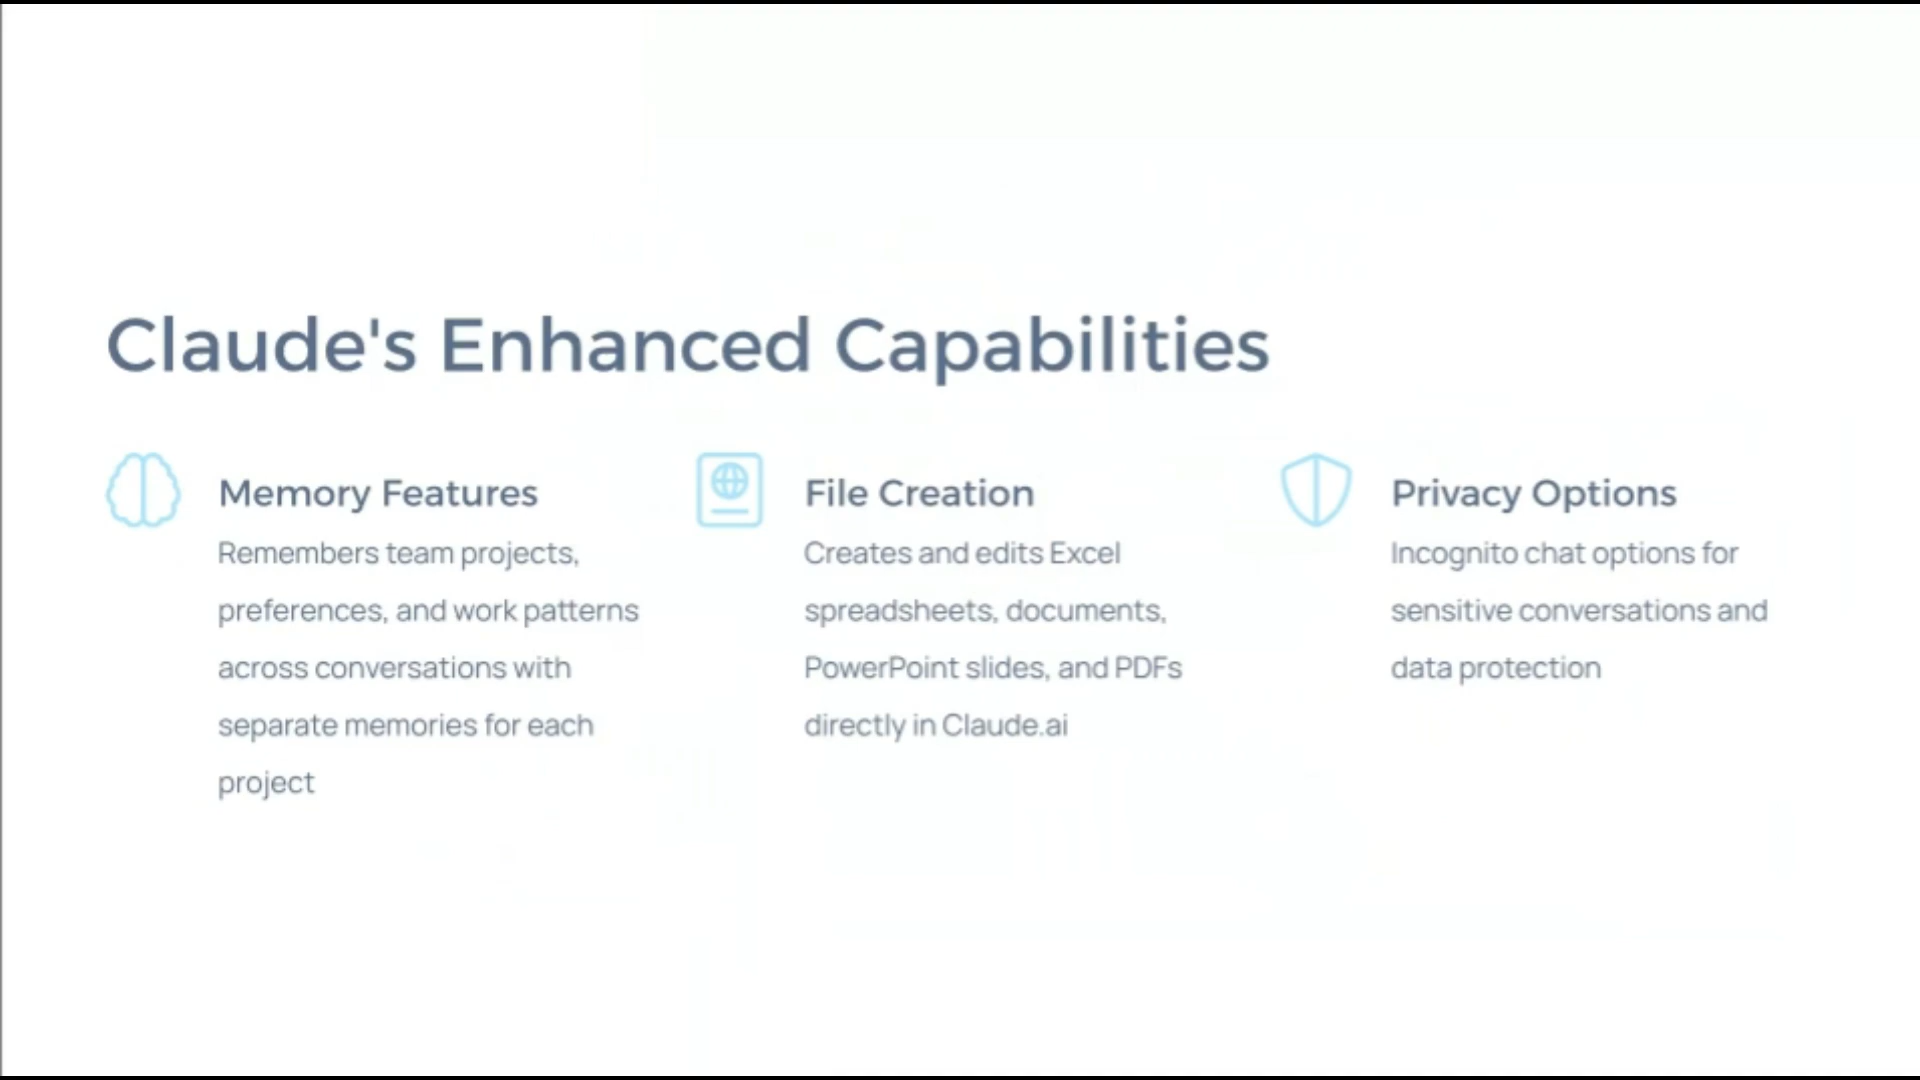 Claude's Enhanced Capabilities
Memory Features
Remembers team projects,
preferences, and work patterns
across conversations with
separate memories for each
project
File Creation
Creates and edits Excel
spreadsheets, documents,
PowerPoint slides, and PDFs
directly in Claude.ai
Privacy Options
Incognito chat options for
sensitive conversations and
data protection